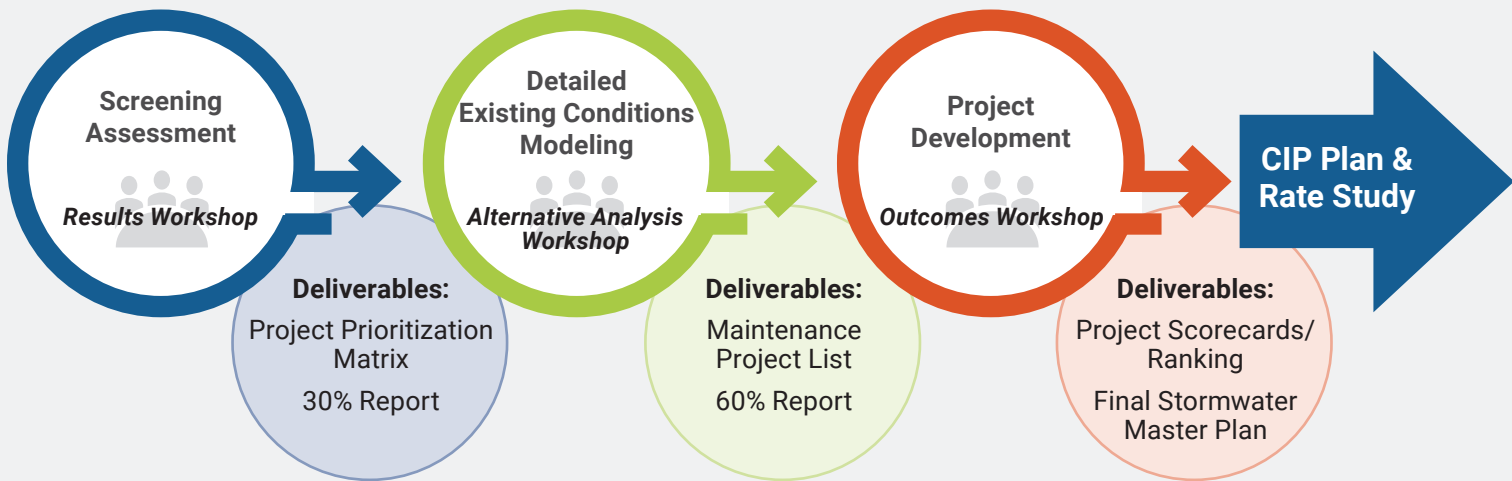 Screening
Assessment
Results Workshop
Deliverables:
Project Prioritization
Matrix
30% Report
Detailed
Existing Conditions
Modeling
Alternative Analysis
Workshop
Deliverables:
Maintenance
Project List
60% Report
Project
Development
Outcomes Workshop
Deliverables:
Project Scorecards/
Ranking
Final Stormwater
Master Plan
CIP Plan &
Rate Study